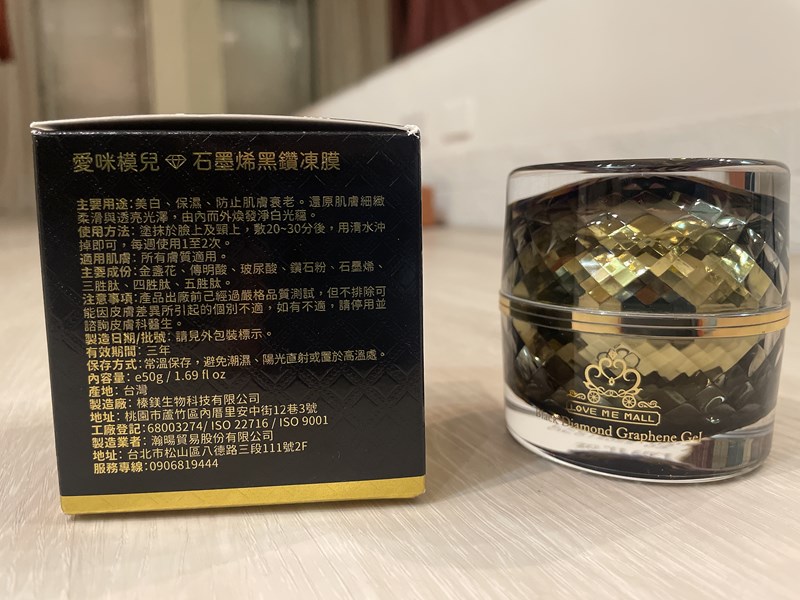 愛咪模兒 石墨烯黑鑽凍膜
主要用途: 美白、保濕、防止肌膚衰老。還原肌膚細緻
柔滑與透亮光澤，由內而外煥發淨白光蘊。
使用方法: 塗抹於臉上及頸上，敷20~30分後，用清水沖
掉即可，每週使用1至2次。
適用肌膚: 所有膚質適用。
主要成份: 金盞花、傳明酸、玻尿酸、鑽石粉、石墨烯、
三胜肽、四胜肽、五胜肽。
注意事項: 產品出廠前己經過嚴格品質測試，但不排除可
能因皮膚差異所引起的個別不適，如有不適，請停用並
諮詢皮膚科醫生。
製造日期/批號: 請見外包裝標示。
有效期間: 三年
保存方式: 常溫保存，避免潮濕、陽光直射或置於高溫處。
內容量: e50g / 1.69 fl oz
產地: 台灣
製造廠: 榛鎂生物科技有限公司
地址: 桃園市蘆竹區內厝里安中街12巷3號
工廠登記: 68003274/ ISO 22716 / ISO 9001
製造業者: 瀚暘貿易股份有限公司
地址: 台北市松山區八德路三段111號2F
服務專線: 0906819444
LOVE ME MALL
Black Diamond Graphene Gel